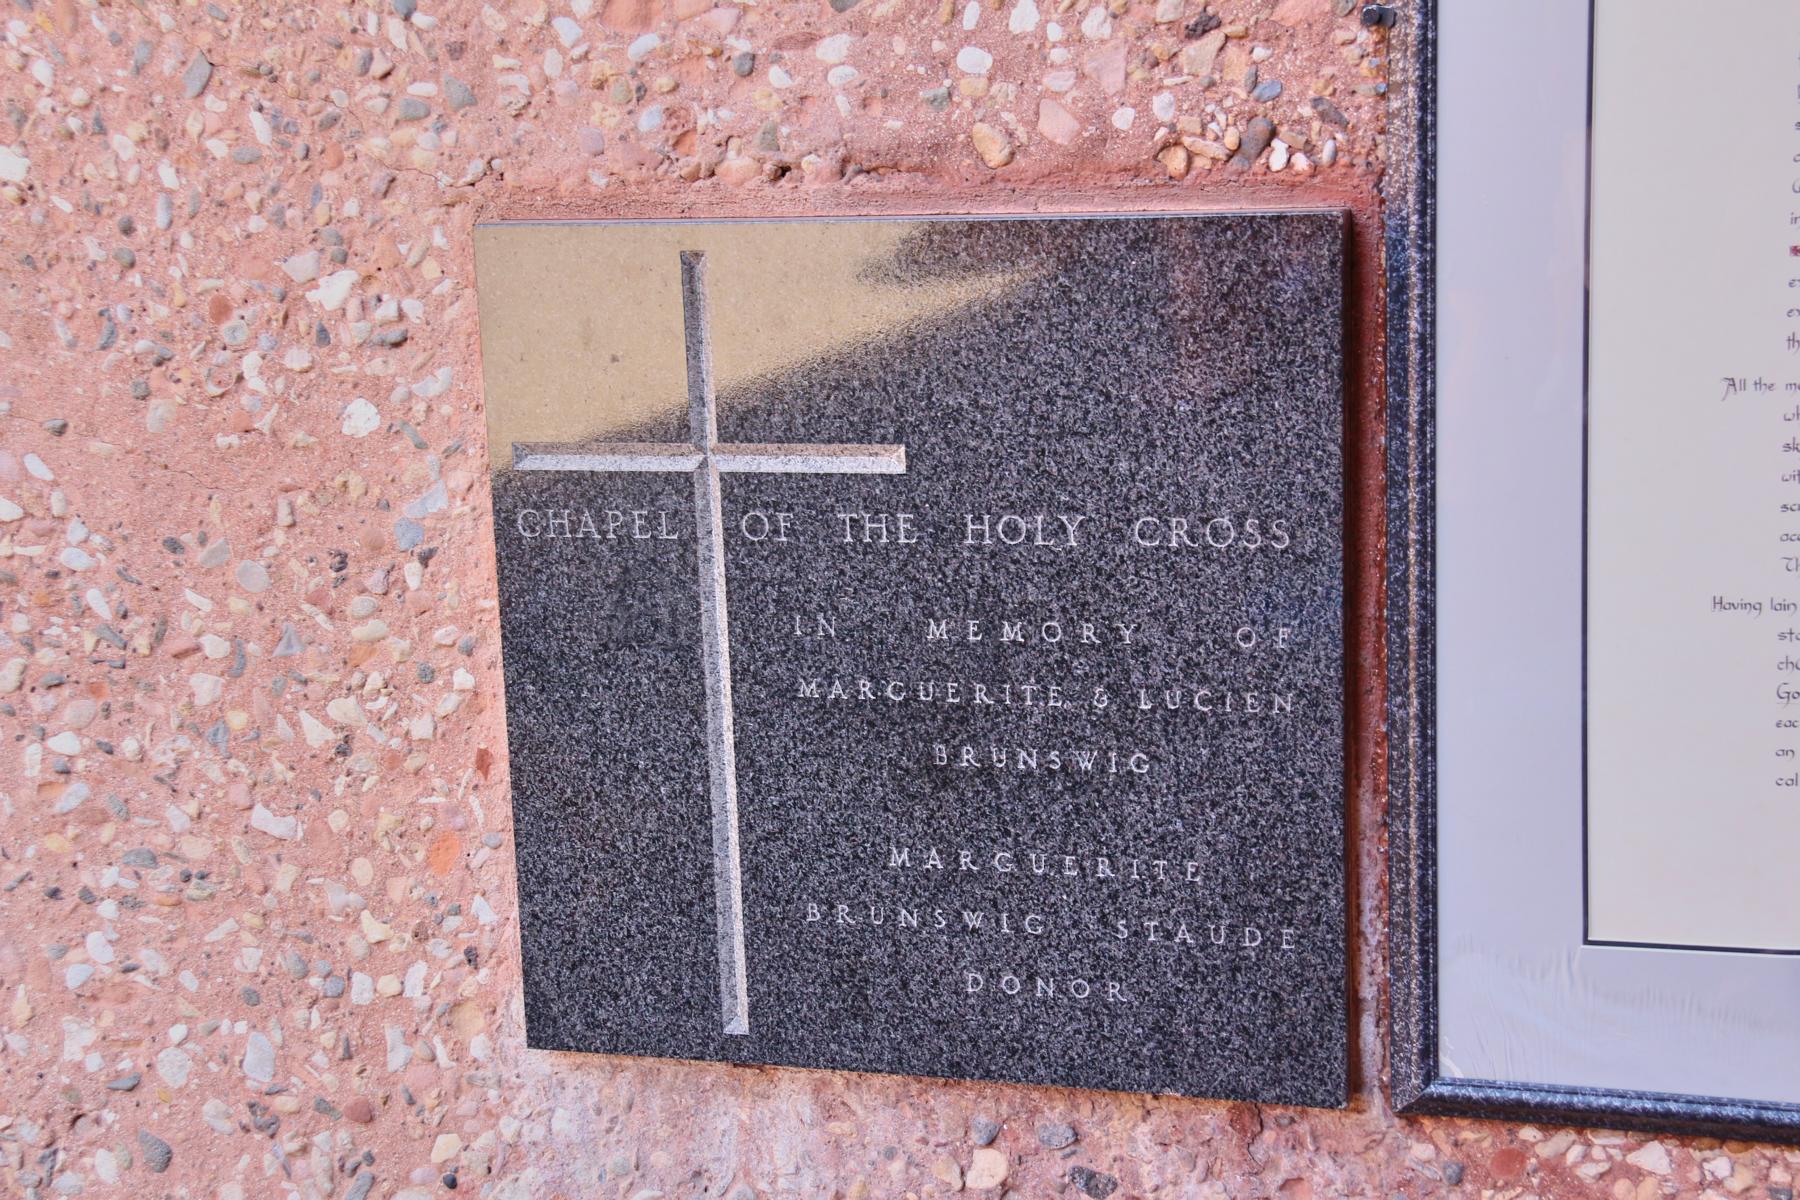 CHAPEL OF THE HOLY CROSS
IN MEMORY OF
MARGUERITE & LUCIEN
BRUNSWIG
MARGUERITE
BRUNSWIG STAUDE
DONOR
All the
Having lain